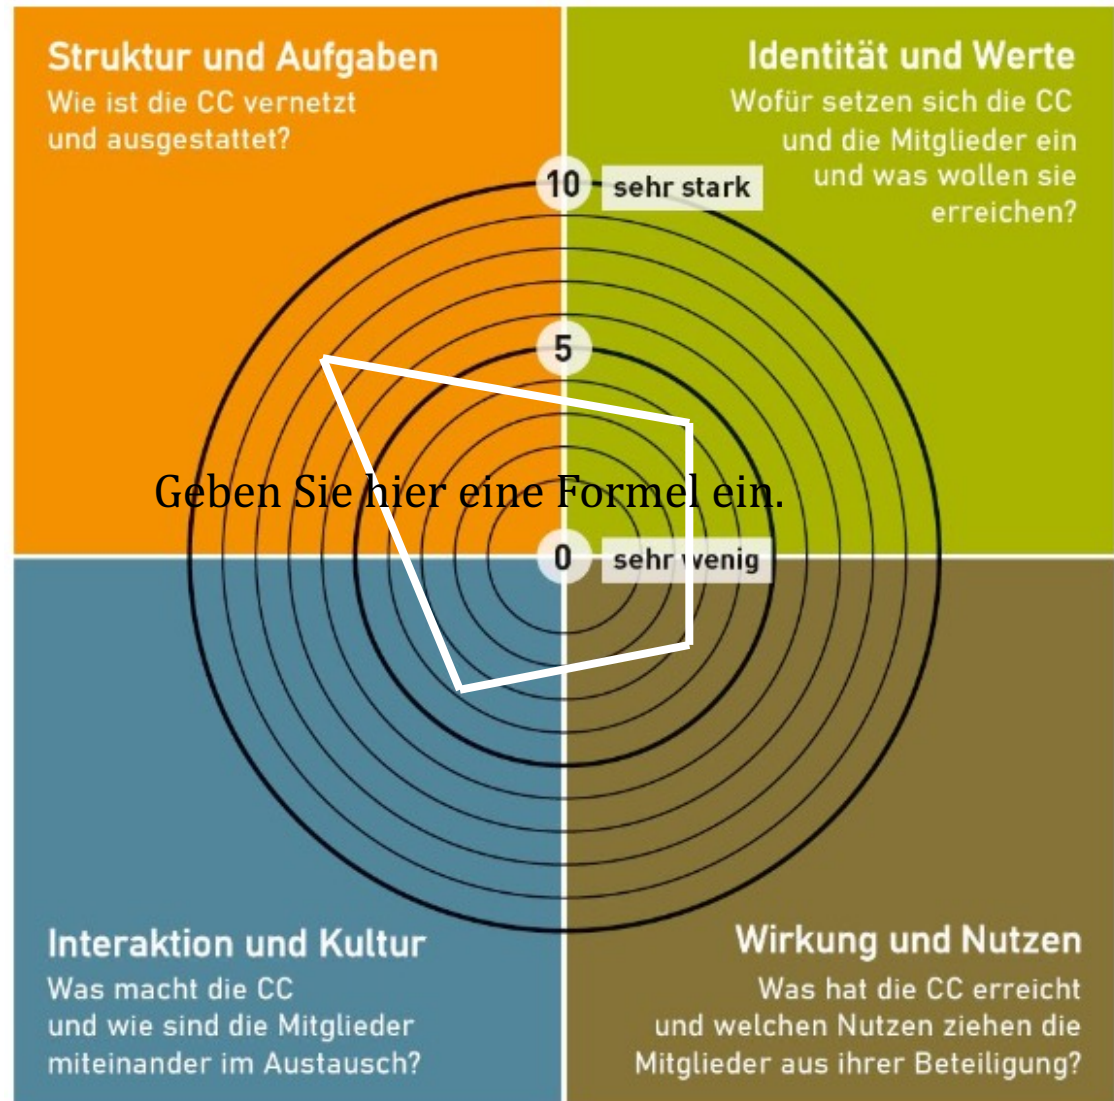 Struktur und Aufgaben
Wie ist die CC vernetzt
und ausgestattet?
Identität und Werte
Wofür setzen sich die CC
und die Mitglieder ein
und was wollen sie
erreichen?
10
sehr stark
5
Geben Sie hier eine Formel ein.
0
sehr wenig
Interaktion und Kultur
Was macht die CC
und wie sind die Mitglieder
miteinander im Austausch?
Wirkung und Nutzen
Was hat die CC erreicht
und welchen Nutzen ziehen die
Mitglieder aus ihrer Beteiligung?